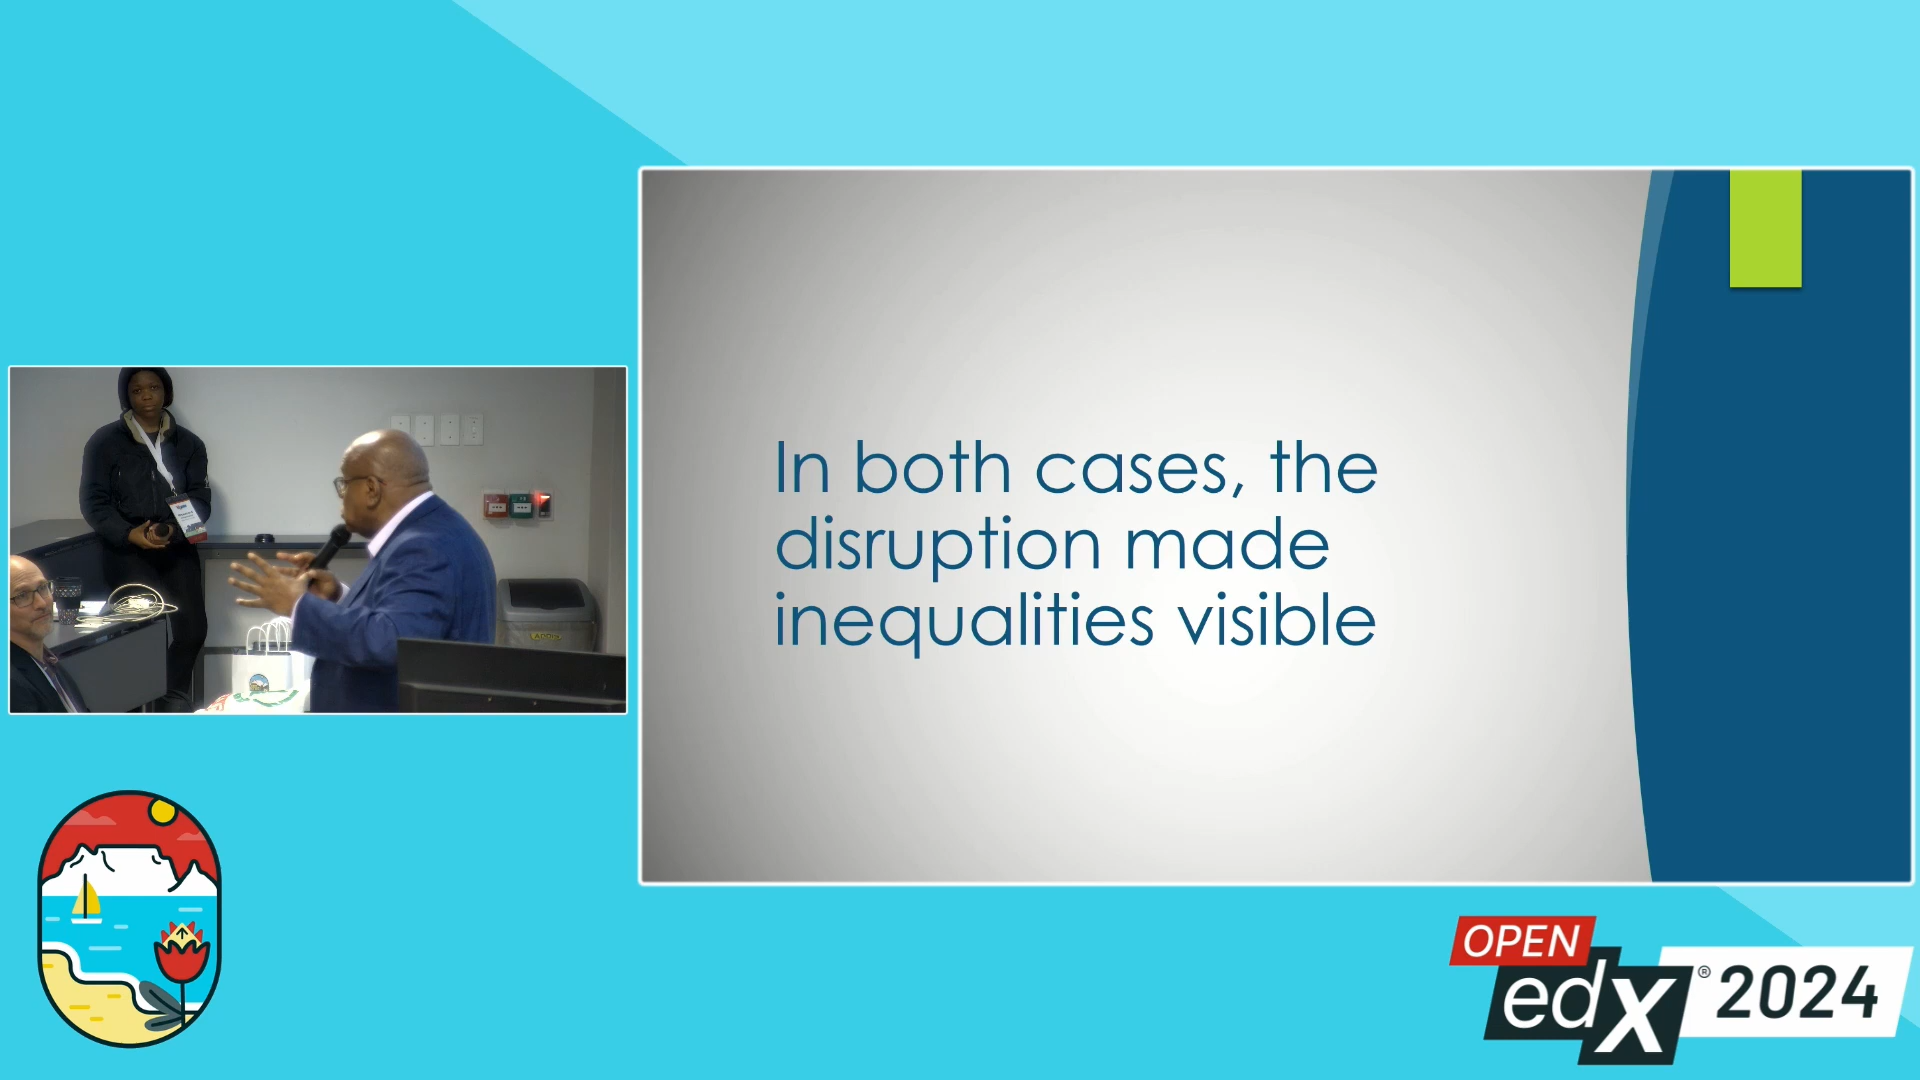 In both cases, the
disruption made
inequalities visible
OPEN
edX® 2024